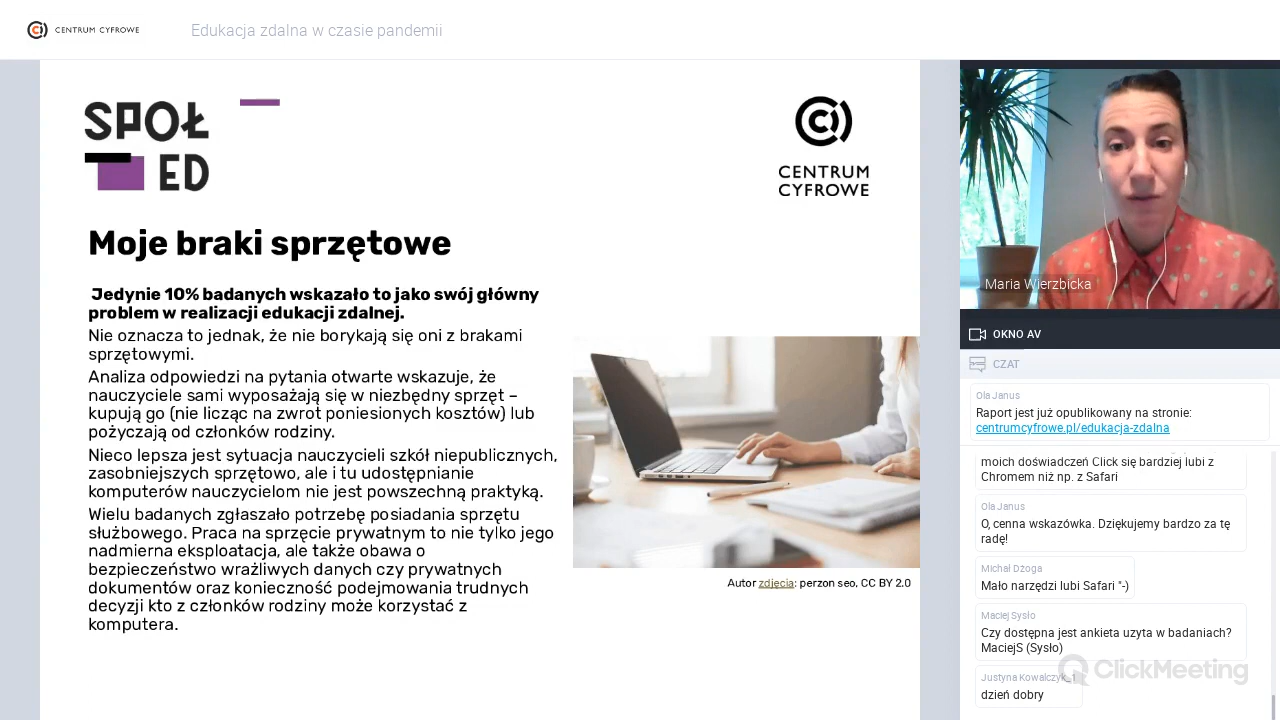 CENTRUM CYFROWE
Edukacja zdalna w czasie pandemii
SPOŁ
ED
CENTRUM
CYFROWE
Moje braki sprzętowe
Jedynie 10% badanych wskazało to jako swój główny
problem w realizacji edukacji zdalnej.
Nie oznacza to jednak, że nie borykają się oni z brakami
sprzętowymi.
Analiza odpowiedzi na pytania otwarte wskazuje, że
nauczyciele sami wyposażają się w niezbędny sprzęt –
kupują go (nie licząc na zwrot poniesionych kosztów) lub
pożyczają od członków rodziny.
Nieco lepsza jest sytuacja nauczycieli szkół niepublicznych,
zasobniejszych sprzętowo, ale i tu udostępnianie
komputerów nauczycielom nie jest powszechną praktyką.
Wielu badanych zgłaszało potrzebę posiadania sprzętu
służbowego. Praca na sprzęcie prywatnym to nie tylko jego
nadmierna eksploatacja, ale także obawa o
bezpieczeństwo wrażliwych danych czy prywatnych
dokumentów oraz konieczność podejmowania trudnych
decyzji kto z członków rodziny może korzystać z
komputera.
Autor zdjęcia: perzon seo, CC BY 2.0
Maria Wierzbicka
OKNO AV
CZAT
Ola Janus
Raport jest już opublikowany na stronie:
centrumcyfrowe.pl/edukacja-zdalna
moich doświadczeń Click się bardziej lubi z
Chromem niż np. z Safari
Ola Janus
O, cenna wskazówka. Dziękujemy bardzo za tę
radę!
Michał Dżoga
Mało narzędzi lubi Safari "-)
Maciej Sysło
Czy dostępna jest ankieta uzyta w badaniach?
MaciejS (Sysło)
ClickMeeting
Justyna Kowalczyk_1
dzień dobry